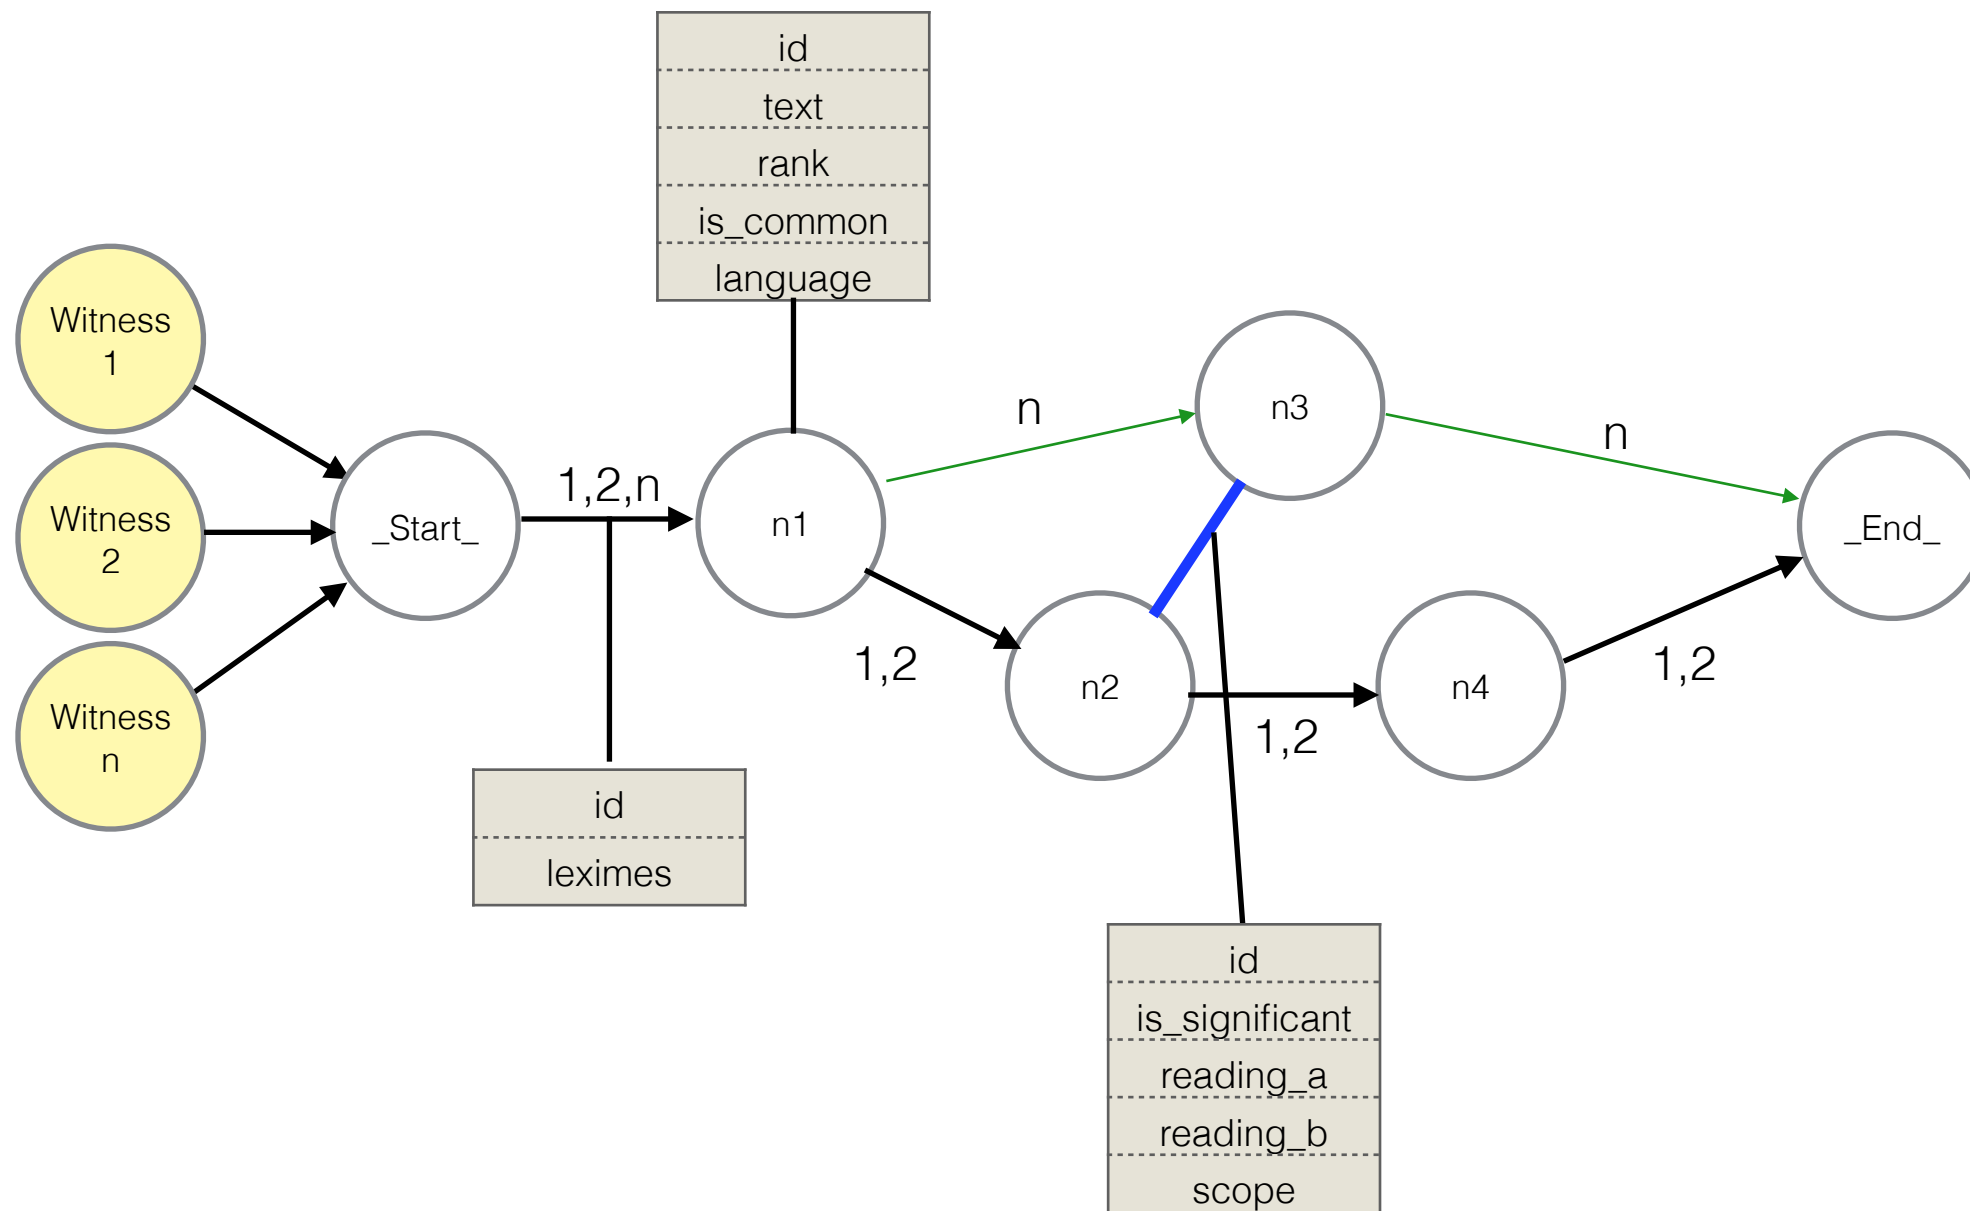 id
text
rank
is_common
language
Witness
1
Witness
2
Witness
n
_Start_
1,2,n
n1
n
n3
n
_End_
1,2
n2
1,2
n4
1,2
id
leximes
id
is_significant
reading_a
reading_b
scope